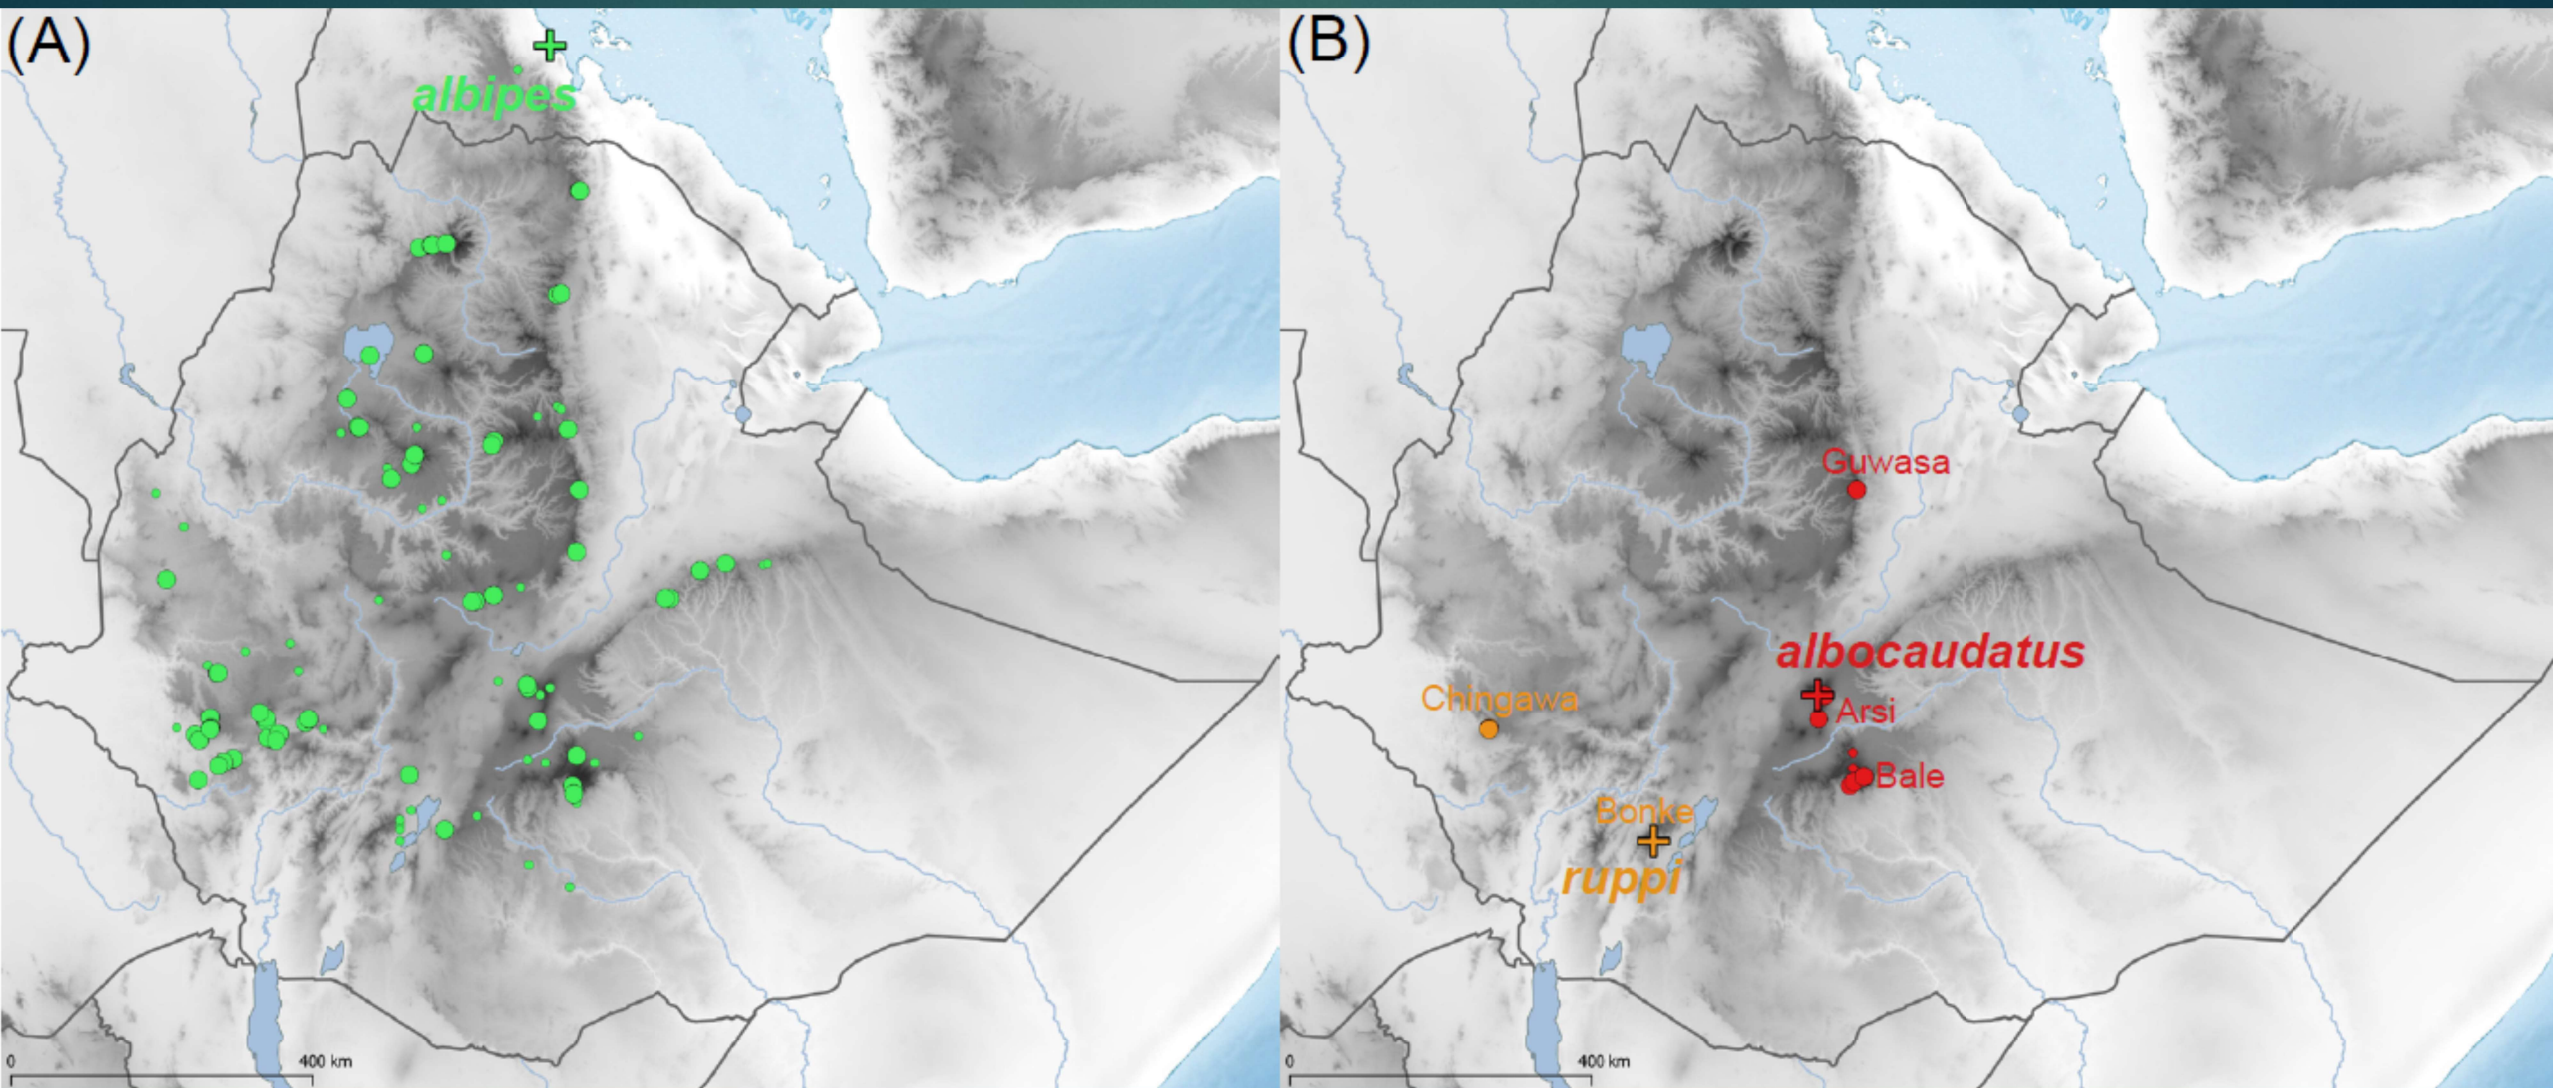 (A)
albipes
0 400 km
(B)
Guwasa
albocaudatus
Chingawa
Arsi
Bale
Bonke
ruppi
0 400 km